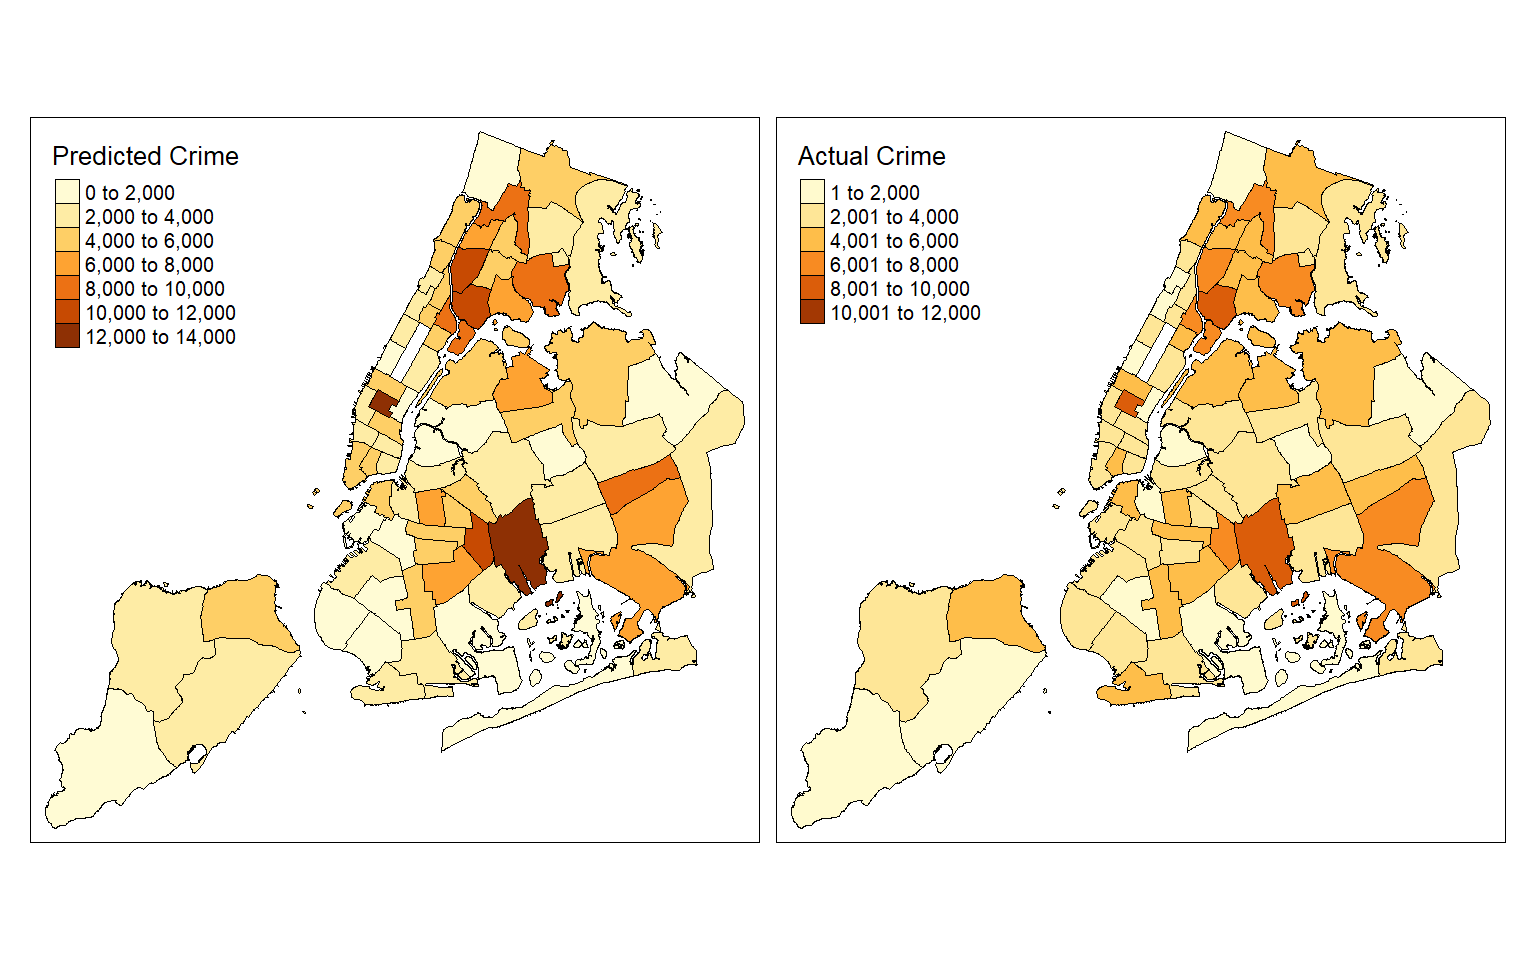 Predicted Crime
0 to 2,000
2,000 to 4,000
4,000 to 6,000
6,000 to 8,000
8,000 to 10,000
10,000 to 12,000
12,000 to 14,000
Actual Crime
1 to 2,000
2,001 to 4,000
4,001 to 6,000
6,001 to 8,000
8,001 to 10,000
10,001 to 12,000